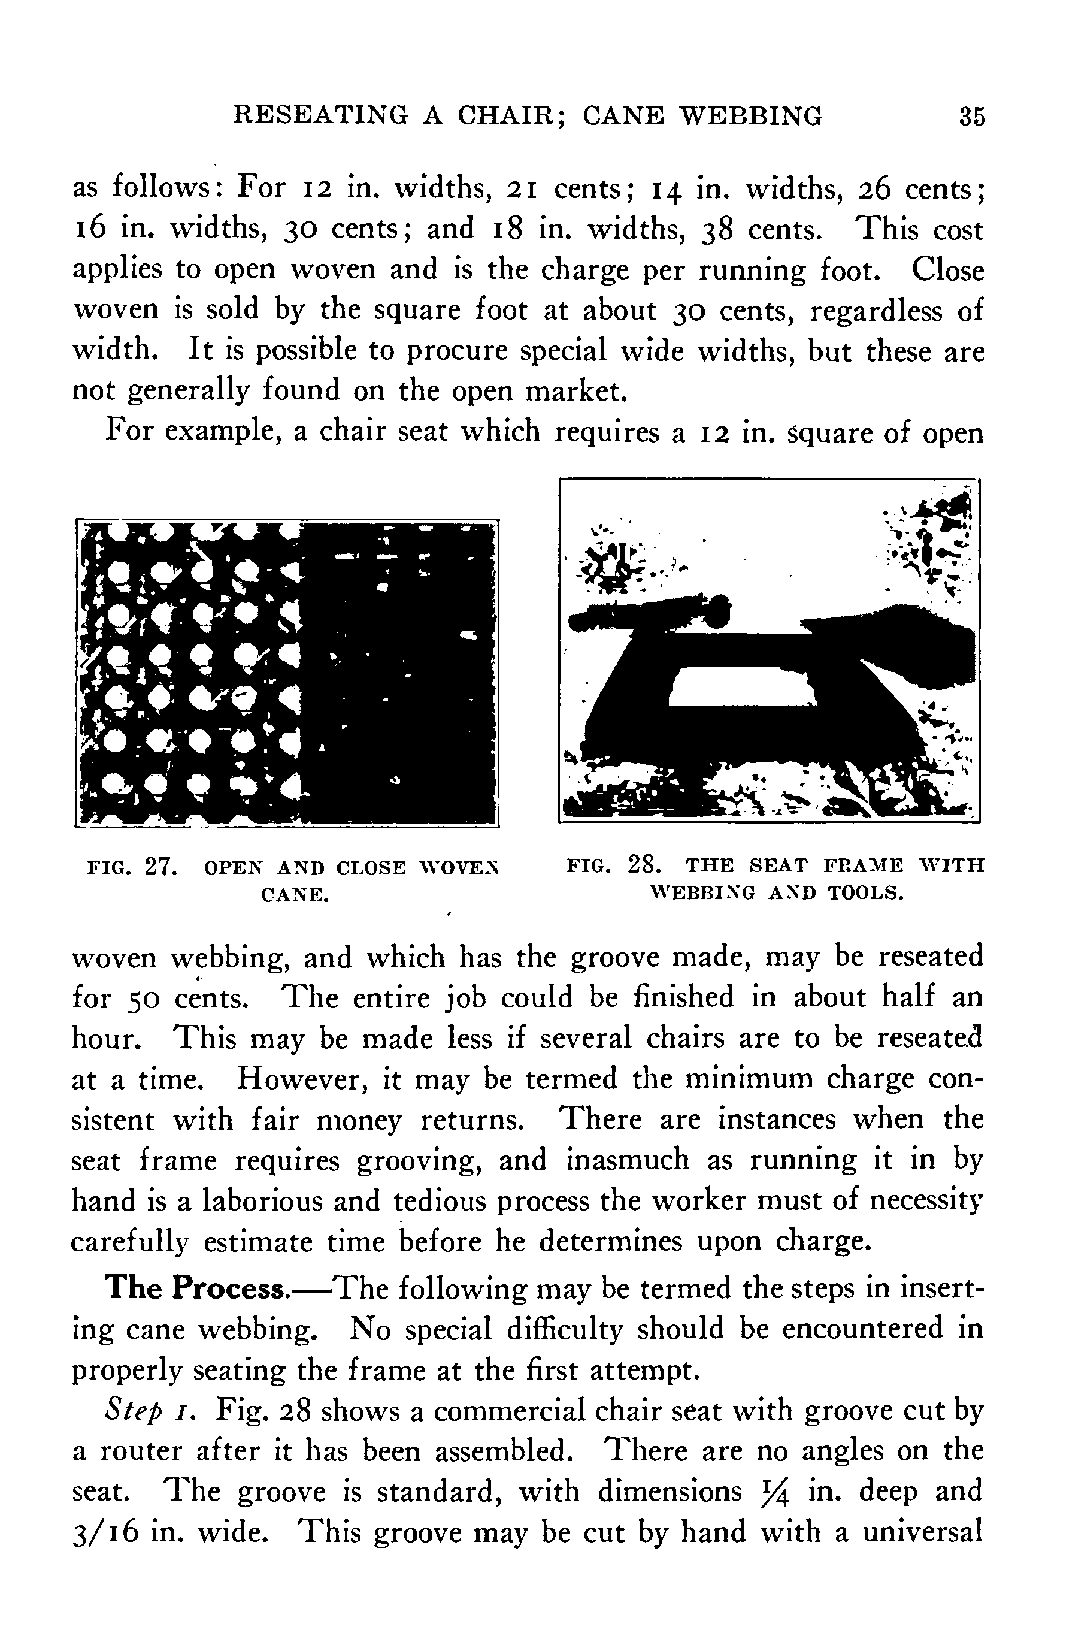 RESEATING A CHAIR; CANE WEBBING 35
as follows: For 12 in. widths, 21 cents; 14 in. widths, 26 cents;
16 in. widths, 30 cents; and 18 in. widths, 38 cents. This cost
applies to open woven and is the charge per running foot. Close
woven is sold by the square foot at about 30 cents, regardless of
width. It is possible to procure special wide widths, but these are
not generally found on the open market.
For example, a chair seat which requires a 12 in. square of open
FIG. 27. OPEN AND CLOSE WOVEN
CANE.
FIG. 28. THE SEAT FRAME WITH
WEBBING AND TOOLS.
woven webbing, and which has the groove made, may be reseated
for 50 cents. The entire job could be finished in about half an
hour. This may be made less if several chairs are to be reseated
at a time. However, it may be termed the minimum charge con-
sistent with fair money returns. There are instances when the
seat frame requires grooving, and inasmuch as running it in by
hand is a laborious and tedious process the worker must of necessity
carefully estimate time before he determines upon charge.
The Process.—The following may be termed the steps in insert-
ing cane webbing. No special difficulty should be encountered in
properly seating the frame at the first attempt.
Step 1. Fig. 28 shows a commercial chair seat with groove cut by
a router after it has been assembled. There are no angles on the
seat. The groove is standard, with dimensions ¼ in. deep and
3/16 in. wide. This groove may be cut by hand with a universal